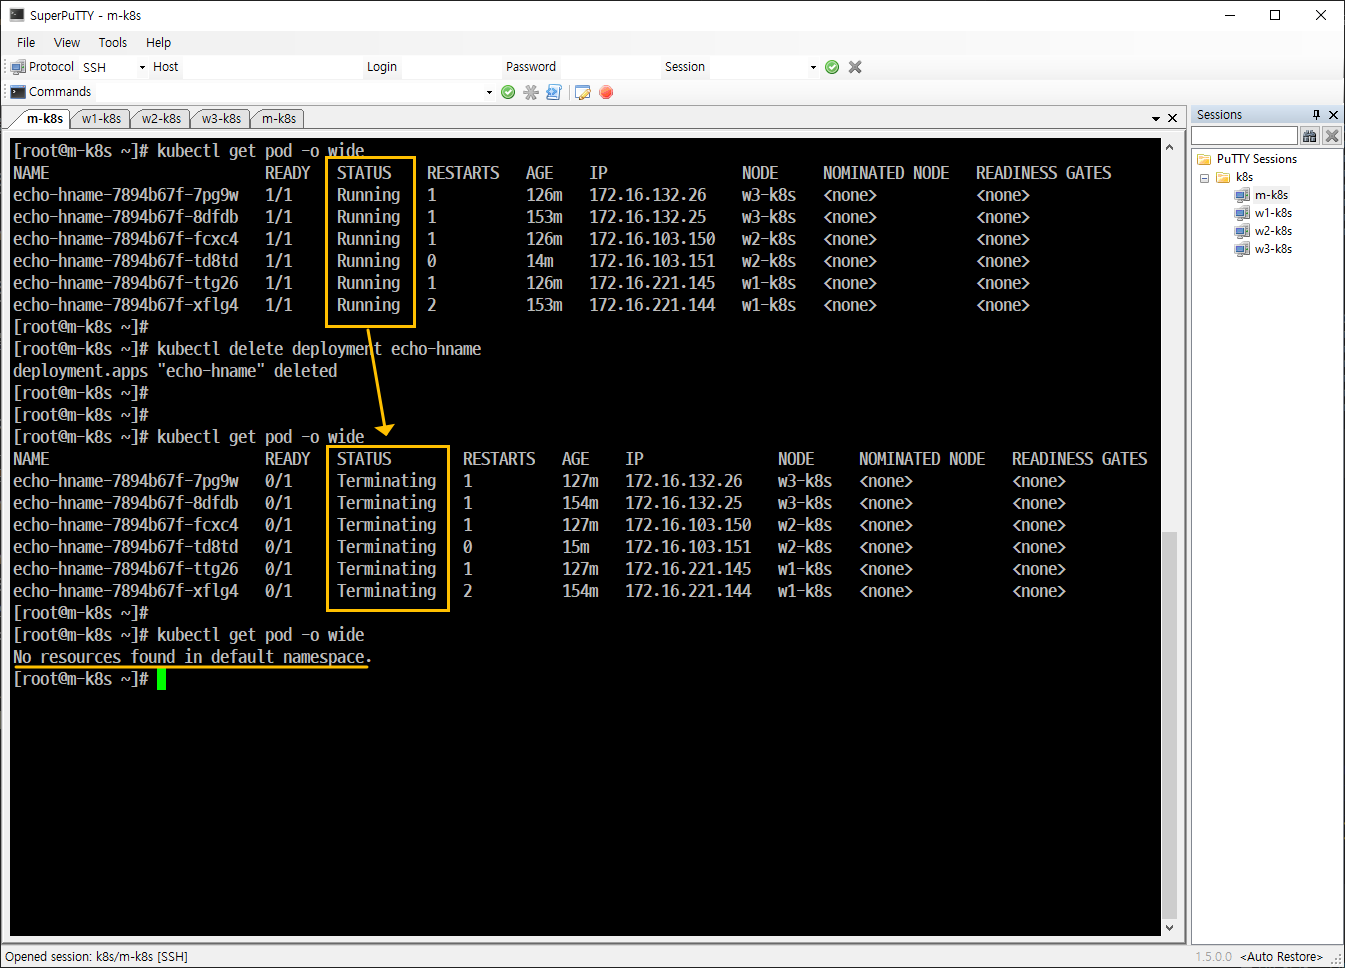 SuperPuTTY - m-k8s
File View Tools Help
Protocol SSH Host Login Password Session
Commands
m-k8s w1-k8s w2-k8s w3-k8s m-k8s
[root@m-k8s ~]# kubectl get pod -o wide
NAME READY STATUS RESTARTS AGE IP NODE NOMINATED NODE READINESS GATES
echo-hname-7894b67f-7pg9w 1/1 Running 1 126m 172.16.132.26 w3-k8s <none> <none>
echo-hname-7894b67f-8dfdb 1/1 Running 1 153m 172.16.132.25 w3-k8s <none> <none>
echo-hname-7894b67f-fcxc4 1/1 Running 1 126m 172.16.103.150 w2-k8s <none> <none>
echo-hname-7894b67f-td8td 1/1 Running 0 14m 172.16.103.151 w2-k8s <none> <none>
echo-hname-7894b67f-ttg26 1/1 Running 1 126m 172.16.221.145 w1-k8s <none> <none>
echo-hname-7894b67f-xflg4 1/1 Running 2 153m 172.16.221.144 w1-k8s <none> <none>
[root@m-k8s ~]#
[root@m-k8s ~]# kubectl delete deployment echo-hname
deployment.apps "echo-hname" deleted
[root@m-k8s ~]#
[root@m-k8s ~]#
[root@m-k8s ~]# kubectl get pod -o wide
NAME READY STATUS RESTARTS AGE IP NODE NOMINATED NODE READINESS GATES
echo-hname-7894b67f-7pg9w 0/1 Terminating 1 127m 172.16.132.26 w3-k8s <none> <none>
echo-hname-7894b67f-8dfdb 0/1 Terminating 1 154m 172.16.132.25 w3-k8s <none> <none>
echo-hname-7894b67f-fcxc4 0/1 Terminating 1 127m 172.16.103.150 w2-k8s <none> <none>
echo-hname-7894b67f-td8td 0/1 Terminating 0 15m 172.16.103.151 w2-k8s <none> <none>
echo-hname-7894b67f-ttg26 0/1 Terminating 1 127m 172.16.221.145 w1-k8s <none> <none>
echo-hname-7894b67f-xflg4 0/1 Terminating 2 154m 172.16.221.144 w1-k8s <none> <none>
[root@m-k8s ~]#
[root@m-k8s ~]# kubectl get pod -o wide
No resources found in default namespace.
[root@m-k8s ~]#
Sessions
PuTTY Sessions
k8s
m-k8s
w1-k8s
w2-k8s
w3-k8s
Opened session: k8s/m-k8s [SSH]
1.5.0.0 <Auto Restore>